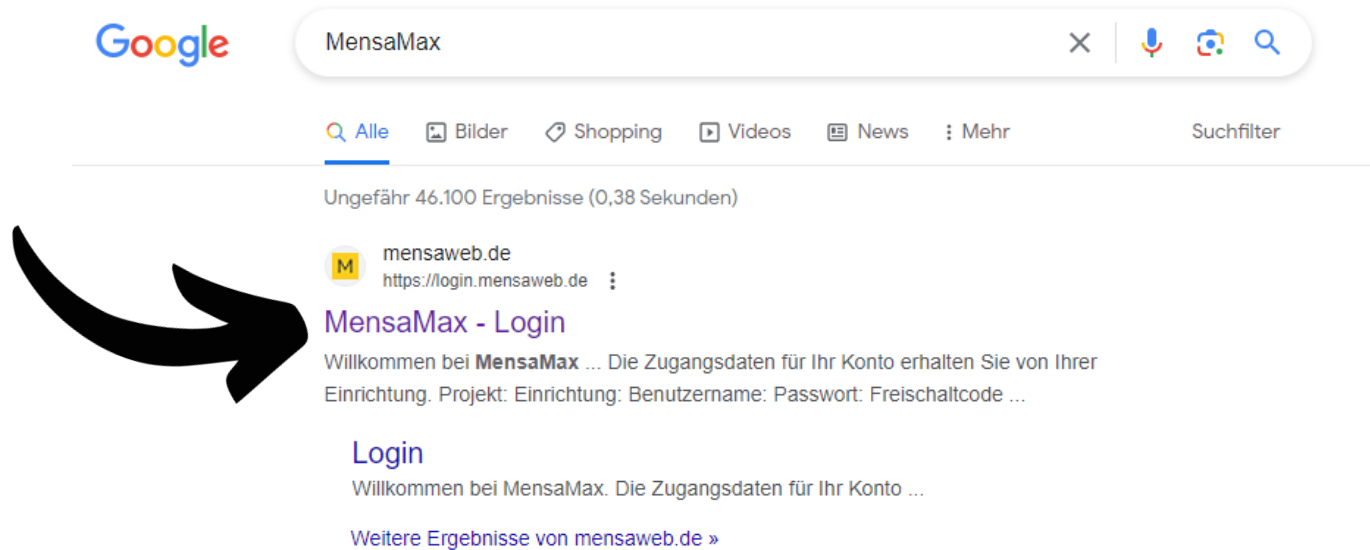 Google
MensaMax
Alle Bilder Shopping Videos News Mehr Suchfilter
Ungefähr 46.100 Ergebnisse (0,38 Sekunden)
M
mensaweb.de
https://login.mensaweb.de
MensaMax - Login
Willkommen bei MensaMax ... Die Zugangsdaten für Ihr Konto erhalten Sie von Ihrer
Einrichtung. Projekt: Einrichtung: Benutzername: Passwort: Freischaltcode ...
Login
Willkommen bei MensaMax. Die Zugangsdaten für Ihr Konto ...
Weitere Ergebnisse von mensaweb.de »